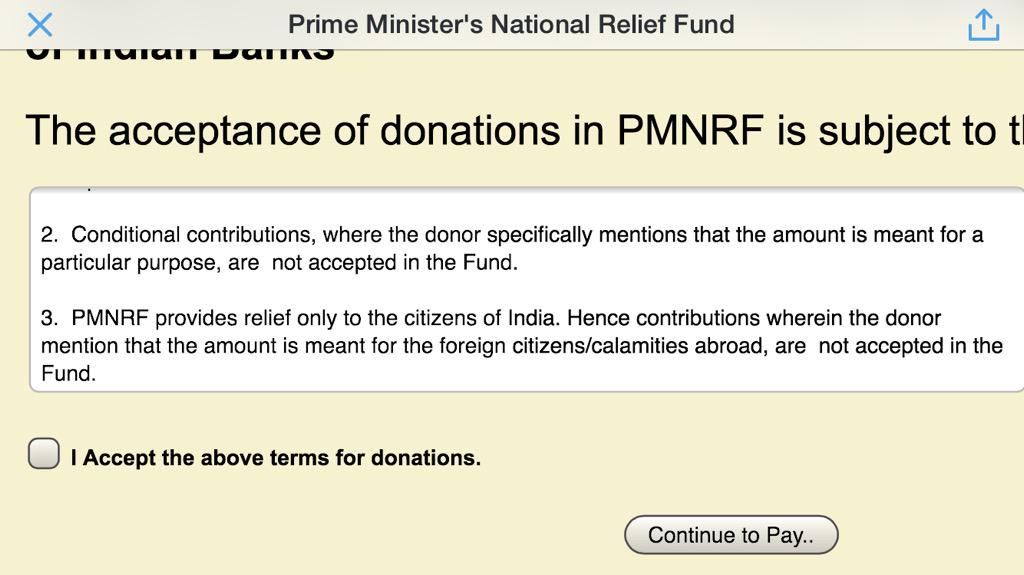 Prime Minister's National Relief Fund
of Indian Banks
The acceptance of donations in PMNRF is subject to
2.  Conditional contributions, where the donor specifically mentions that the amount is meant for a
particular purpose, are  not accepted in the Fund.
3.  PMNRF provides relief only to the citizens of India. Hence contributions wherein the donor
mention that the amount is meant for the foreign citizens/calamities abroad, are  not accepted in the
Fund.
I Accept the above terms for donations.
Continue to Pay..